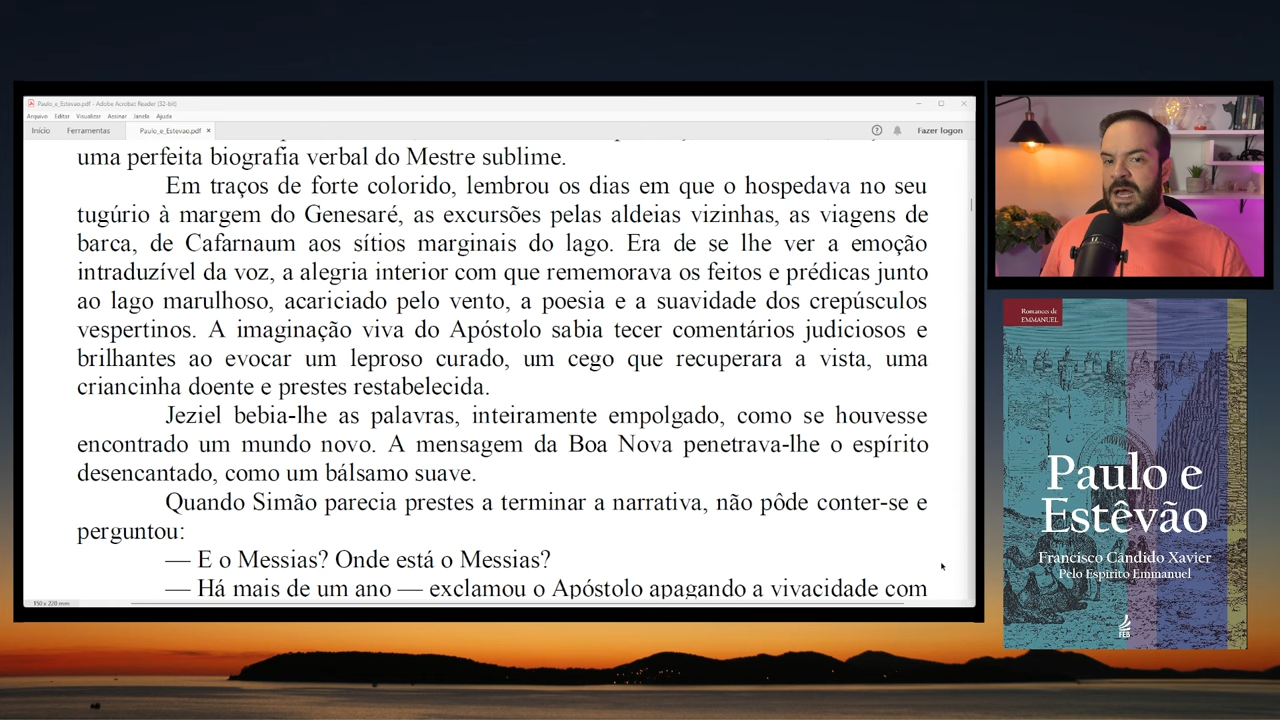 Paulo_e_Estevao.pdf - Adobe Acrobat Reader (32-bit)
Arquivo Editar Visualizar Assinar Janela Ajuda
Início Ferramentas Paulo_e_Estevao.pdf × Fazer logon
uma perfeita biografia verbal do Mestre sublime.
Em traços de forte colorido, lembrou os dias em que o hospedava no seu
tugúrio à margem do Genesaré, as excursões pelas aldeias vizinhas, as viagens de
barca, de Cafarnaum aos sítios marginais do lago. Era de se lhe ver a emoção
intraduzível da voz, a alegria interior com que rememorava os feitos e prédicas junto
ao lago marulhoso, acariciado pelo vento, a poesia e a suavidade dos crepúsculos
vespertinos. A imaginação viva do Apóstolo sabia tecer comentários judiciosos e
brilhantes ao evocar um leproso curado, um cego que recuperara a vista, uma
criancinha doente e prestes restabelecida.
Jeziel bebia-lhe as palavras, inteiramente empolgado, como se houvesse
encontrado um mundo novo. A mensagem da Boa Nova penetrava-lhe o espírito
desencantado, como um bálsamo suave.
Quando Simão parecia prestes a terminar a narrativa, não pôde conter-se e
perguntou:
— E o Messias? Onde está o Messias?
— Há mais de um ano — exclamou o Apóstolo apagando a vivacidade com
150 x 220 mm
Romances de
EMMANUEL
Paulo e
Estêvão
Francisco Cândido Xavier
Pelo Espírito Emmanuel
FEB